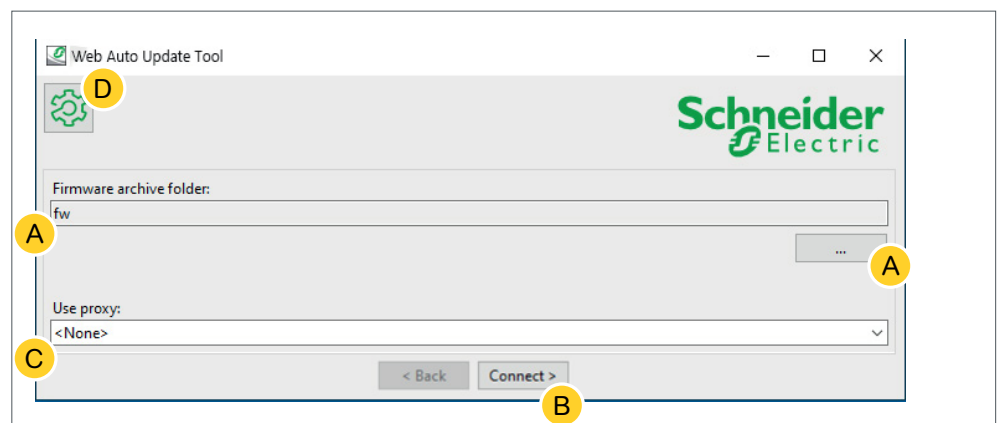 Web Auto Update Tool
D
Schneider
Electric
Firmware archive folder:
fw
A
...
A
Use proxy:
<None>
C
< Back
Connect >
B